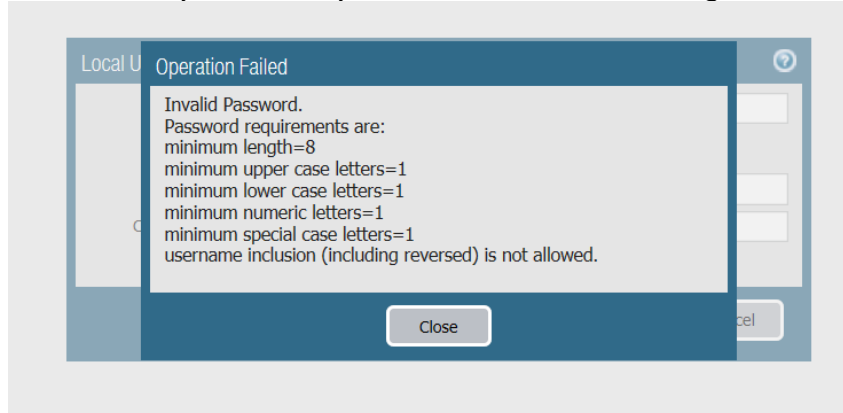 Local U
Operation Failed
Invalid Password.
Password requirements are:
minimum length=8
minimum upper case letters=1
minimum lower case letters=1
minimum numeric letters=1
minimum special case letters=1
username inclusion (including reversed) is not allowed.
Close
cel